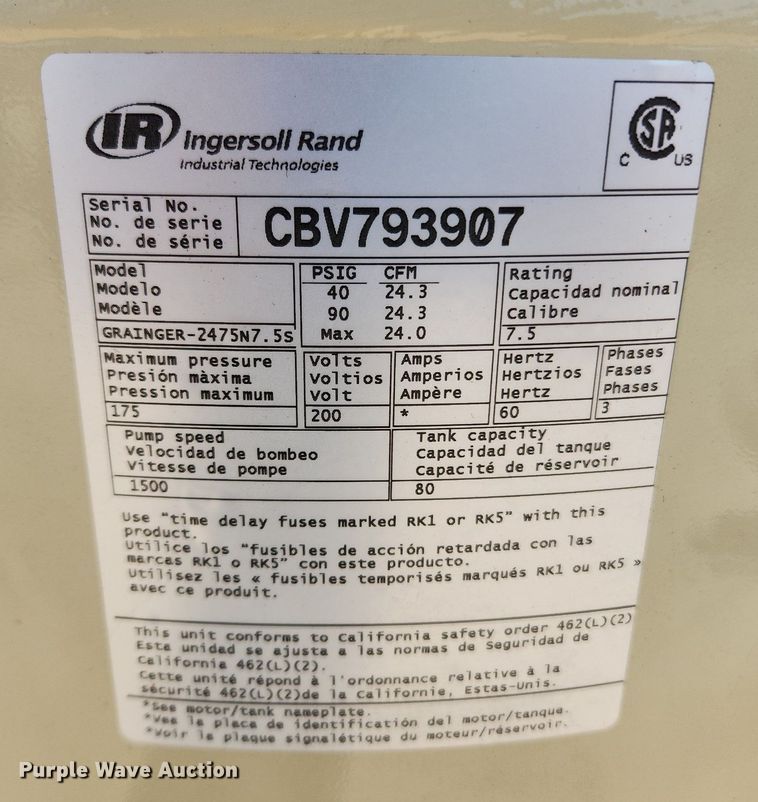 IR Ingersoll Rand
Industrial Technologies
C SA US
Serial No.
No. de serie
No. de série
CBV793907
Model
Modelo
Modèle
GRAINGER-2475N7.5S
PSIG CFM
40 24.3
90 24.3
Max 24.0
Rating
Capacidad nominal
Calibre
7.5
Maximum pressure
Presión màxima
Pression maximum
175
Volts
Voltios
Volt
200
Amps
Amperios
Ampère
*
Hertz
Hertzios
Hertz
60
Phases
Fases
Phases
3
Pump speed
Velocidad de bombeo
Vitesse de pompe
1500
Tank capacity
Capacidad del tanque
Capacité de réservoir
80
Use "time delay fuses marked RK1 or RK5" with this
product.
Utilice los "fusibles de acción retardada con las
marcas RK1 o RK5" con este producto.
Utilisez les « fusibles temporisés marqués RK1 ou RK5 »
avec ce produit.
This unit conforms to California safety order 462(L)(2)
Esta unidad se ajusta a las normas de Seguridad de
California 462(L)(2).
Cette unité répond à l'ordonnance relative à la
sécurité 462(L)(2)de la Californie, Estas-Unis.
*See motor/tank nameplate.
*Vea la placa de identificación del motor/tanque.
*Voir la plaque signalétique du moteur/réservoir.
Purple Wave Auction